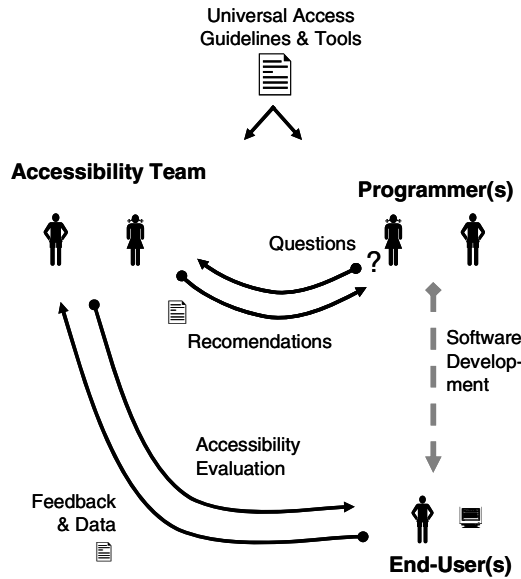 Universal Access
Guidelines & Tools
Accessibility Team
Programmer(s)
Questions
?
Recomendations
Software
Develop-
ment
Accessibility
Evaluation
Feedback
& Data
End-User(s)